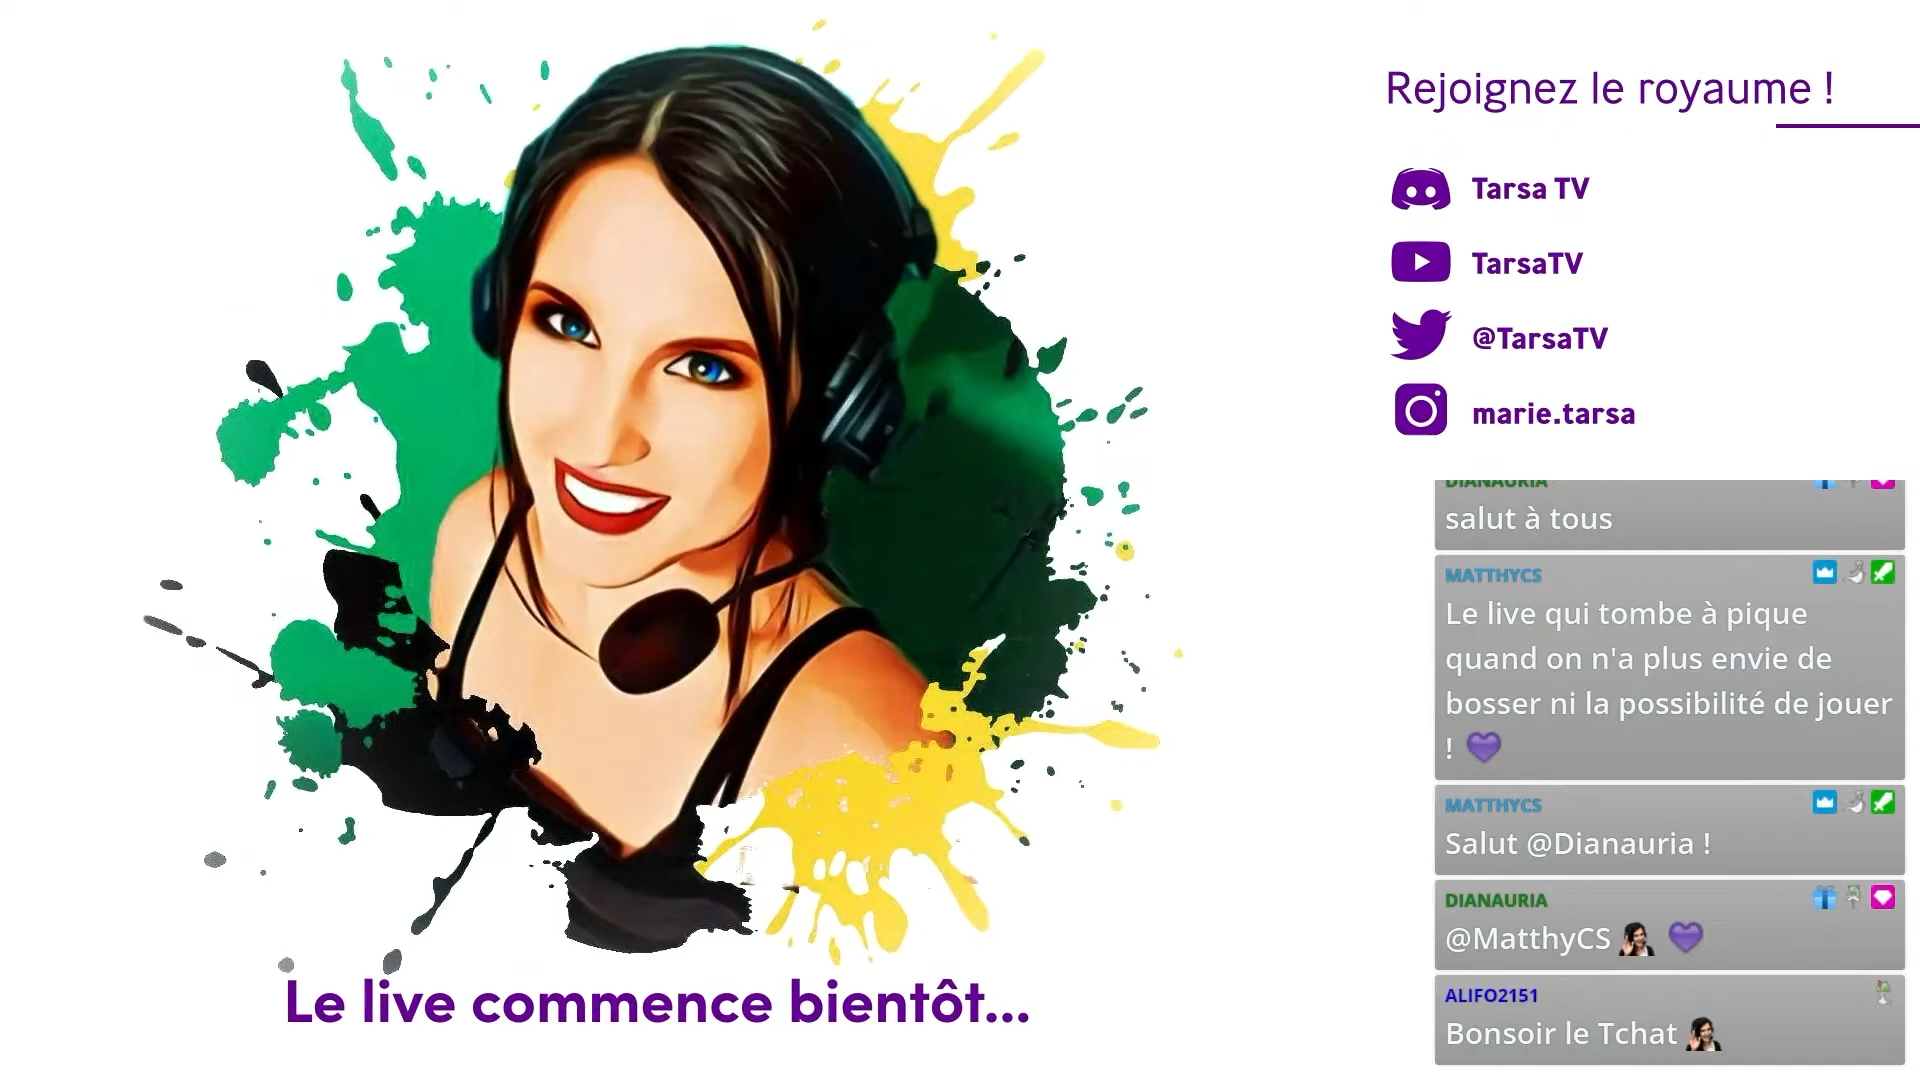 Rejoignez le royaume !
Tarsa TV
TarsaTV
@TarsaTV
marie.tarsa
DIANAURIA
salut à tous
MATTHYCS
Le live qui tombe à pique
quand on n'a plus envie de
bosser ni la possibilité de jouer
! 💜
MATTHYCS
Salut @Dianauria !
DIANAURIA
@MatthyCS 💜
ALIFO2151
Bonsoir le Tchat
Le live commence bientôt...